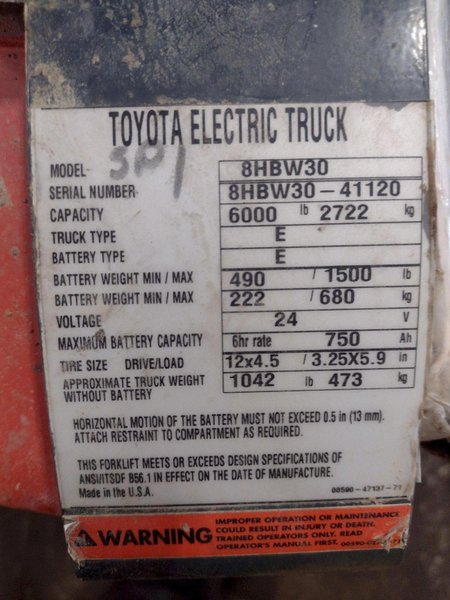 TOYOTA ELECTRIC TRUCK
SP1
MODEL 8HBW30
SERIAL NUMBER 8HBW30-41120
CAPACITY 6000 lb 2722 kg
TRUCK TYPE E
BATTERY TYPE E
BATTERY WEIGHT MIN / MAX 490 / 1500 lb
BATTERY WEIGHT MIN / MAX 222 / 680 kg
VOLTAGE 24 V
MAXIMUM BATTERY CAPACITY 6hr rate 750 Ah
TIRE SIZE DRIVE/LOAD 12x4.5 / 3.25X5.9 in
APPROXIMATE TRUCK WEIGHT
WITHOUT BATTERY 1042 lb 473 kg
HORIZONTAL MOTION OF THE BATTERY MUST NOT EXCEED 0.5 in (13 mm).
ATTACH RESTRAINT TO COMPARTMENT AS REQUIRED.
THIS FORKLIFT MEETS OR EXCEEDS DESIGN SPECIFICATIONS OF
ANSI/ITSDF B56.1 IN EFFECT ON THE DATE OF MANUFACTURE.
Made in the U.S.A. 00590-47137-71
WARNING
IMPROPER OPERATION OR MAINTENANCE
COULD RESULT IN INJURY OR DEATH.
TRAINED OPERATORS ONLY. READ
OPERATOR'S MANUAL FIRST.